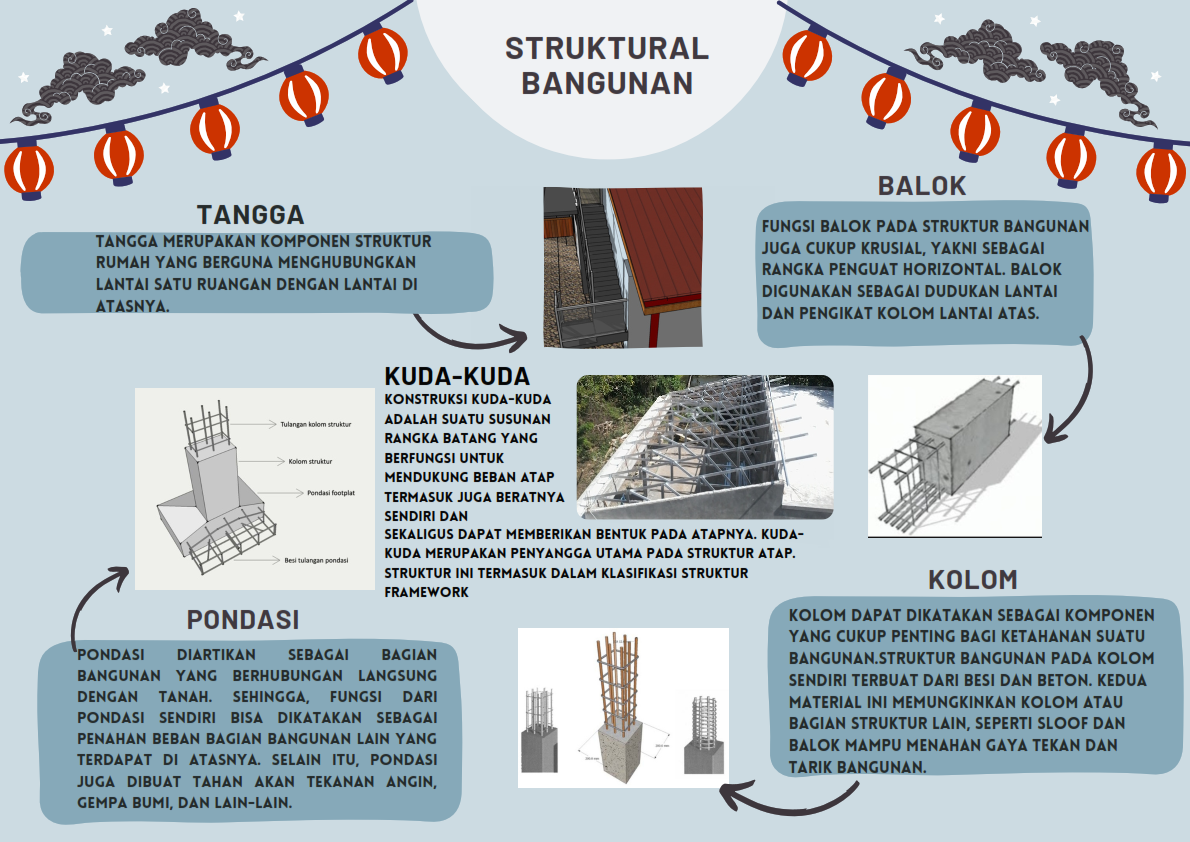 STRUKTURAL
BANGUNAN
TANGGA
TANGGA MERUPAKAN KOMPONEN STRUKTUR
RUMAH YANG BERGUNA MENGHUBUNGKAN
LANTAI SATU RUANGAN DENGAN LANTAI DI
ATASNYA.
BALOK
FUNGSI BALOK PADA STRUKTUR BANGUNAN
JUGA CUKUP KRUSIAL, YAKNI SEBAGAI
RANGKA PENGUAT HORIZONTAL. BALOK
DIGUNAKAN SEBAGAI DUDUKAN LANTAI
DAN PENGIKAT KOLOM LANTAI ATAS.
KUDA-KUDA
KONSTRUKSI KUDA-KUDA
ADALAH SUATU SUSUNAN
RANGKA BATANG YANG
BERFUNGSI UNTUK
MENDUKUNG BEBAN ATAP
TERMASUK JUGA BERATNYA
SENDIRI DAN
SEKALIGUS DAPAT MEMBERIKAN BENTUK PADA ATAPNYA. KUDA-
KUDA MERUPAKAN PENYANGGA UTAMA PADA STRUKTUR ATAP.
STRUKTUR INI TERMASUK DALAM KLASIFIKASI STRUKTUR
FRAMEWORK
Tulangan kolom struktur
Kolom struktur
Pondasi footplat
Besi tulangan pondasi
PONDASI
PONDASI DIARTIKAN SEBAGAI BAGIAN
BANGUNAN YANG BERHUBUNGAN LANGSUNG
DENGAN TANAH. SEHINGGA, FUNGSI DARI
PONDASI SENDIRI BISA DIKATAKAN SEBAGAI
PENAHAN BEBAN BAGIAN BANGUNAN LAIN YANG
TERDAPAT DI ATASNYA. SELAIN ITU, PONDASI
JUGA DIBUAT TAHAN AKAN TEKANAN ANGIN,
GEMPA BUMI, DAN LAIN-LAIN.
KOLOM
KOLOM DAPAT DIKATAKAN SEBAGAI KOMPONEN
YANG CUKUP PENTING BAGI KETAHANAN SUATU
BANGUNAN.STRUKTUR BANGUNAN PADA KOLOM
SENDIRI TERBUAT DARI BESI DAN BETON. KEDUA
MATERIAL INI MEMUNGKINKAN KOLOM ATAU
BAGIAN STRUKTUR LAIN, SEPERTI SLOOF DAN
BALOK MAMPU MENAHAN GAYA TEKAN DAN
TARIK BANGUNAN.